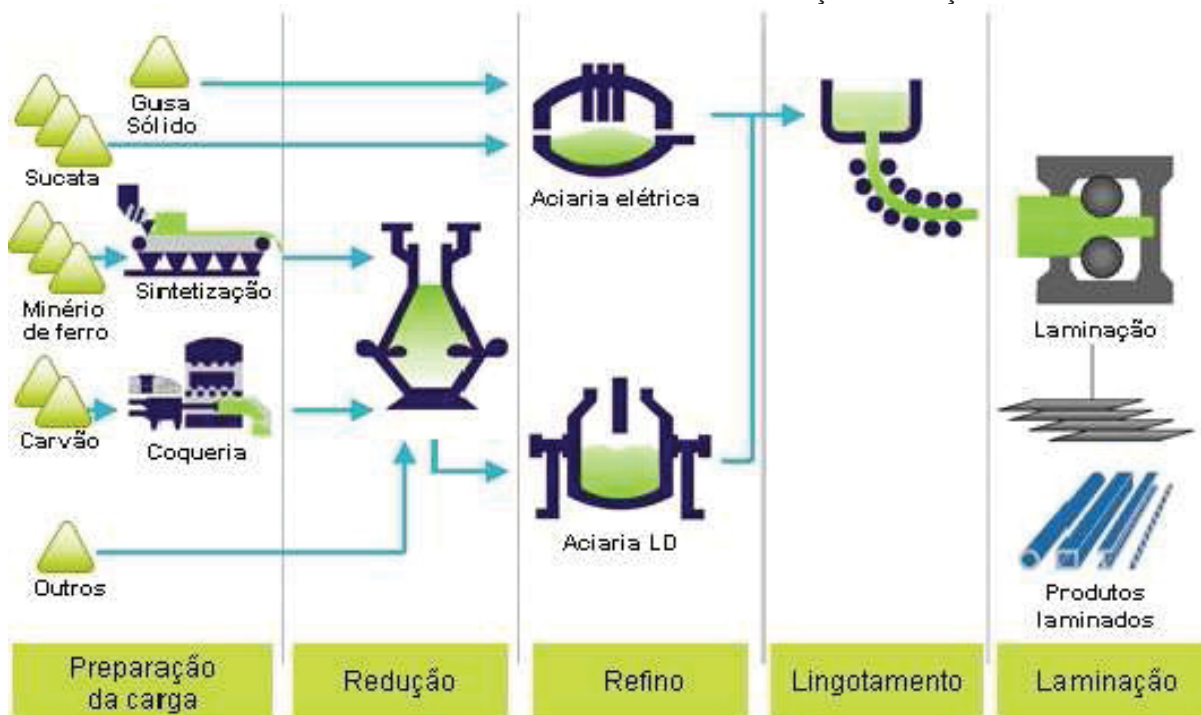 Gusa
Sólido
Sucata
Minério
de ferro
Sintetização
Carvão
Coqueria
Outros
Aciaria elétrica
Aciaria LD
Laminação
Produtos
laminados
Preparação
da carga
Redução
Refino
Lingotamento
Laminação